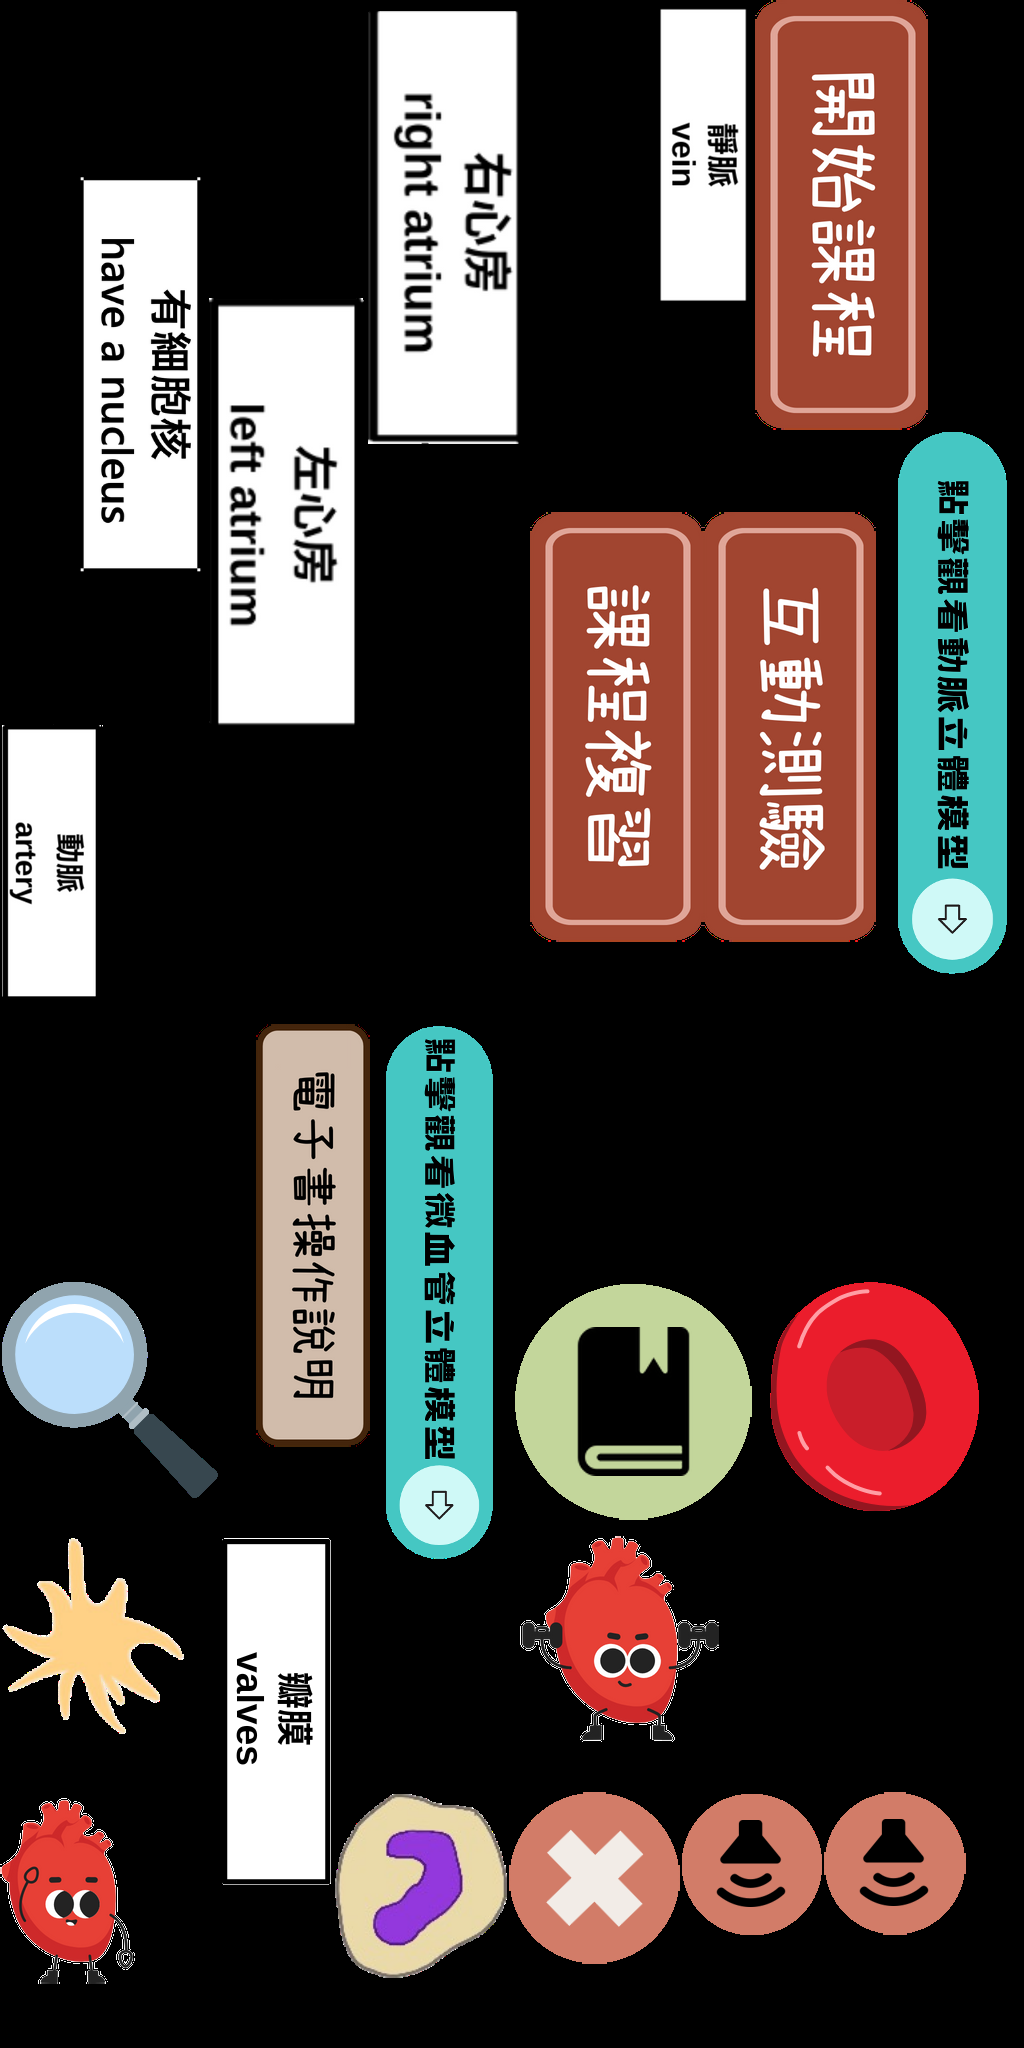 開始課程
靜脈
vein
右心房
right atrium
有細胞核
have a nucleus
左心房
left atrium
點擊觀看動脈立體模型
互動測驗
課程複習
動脈
artery
點擊觀看微血管立體模型
電子書操作說明
瓣膜
valves